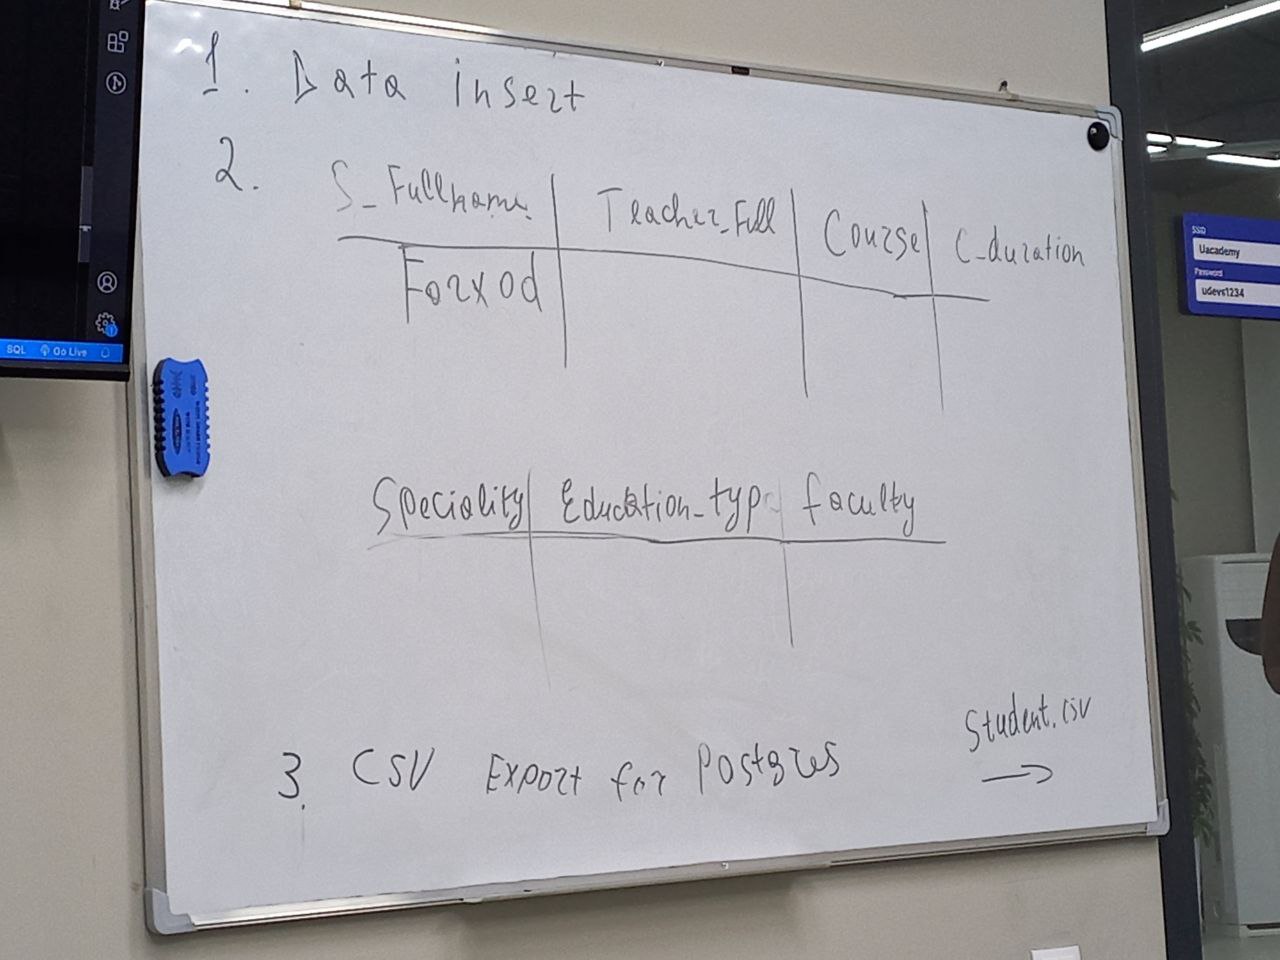 1. Data insert
2.
S_Fullname Teacher_Full Course C_duration
Forxod
Speciality Education_type faculty
3. CSV Export for Postgres
Student.csv
SQL Go Live
SSID
Uacademy
Password
udevs1234